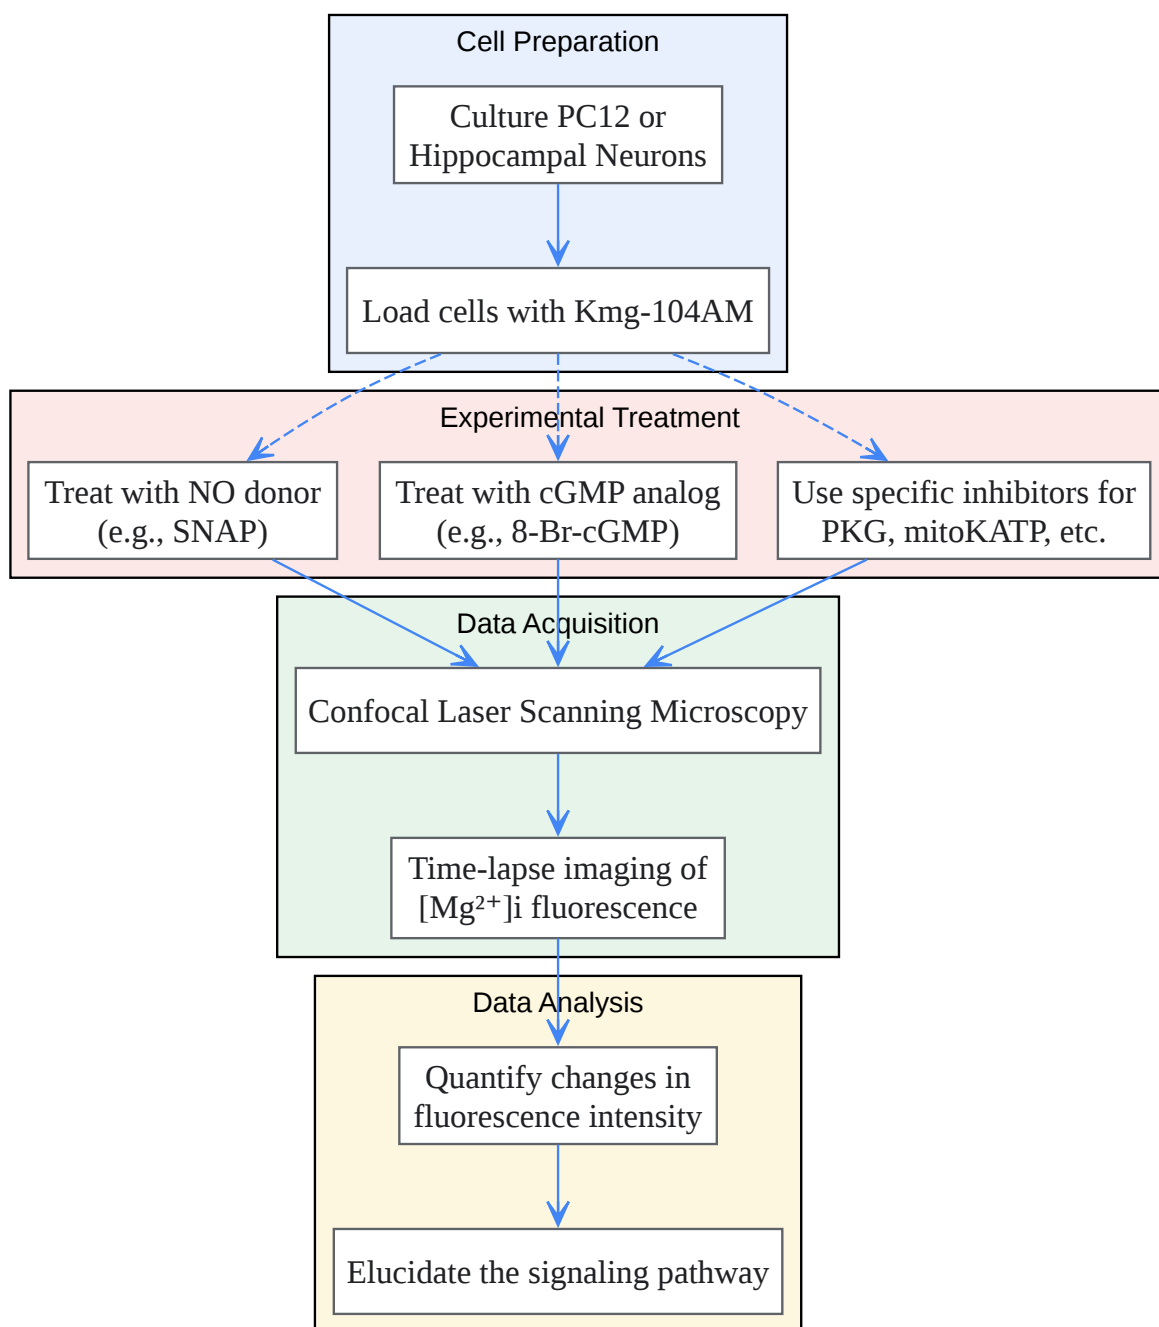 Cell Preparation
Culture PC12 or
Hippocampal Neurons
Load cells with Kmg-104AM
Experimental Treatment
Treat with NO donor
(e.g., SNAP)
Treat with cGMP analog
(e.g., 8-Br-cGMP)
Use specific inhibitors for
PKG, mitoKATP, etc.
Data Acquisition
Confocal Laser Scanning Microscopy
Time-lapse imaging of
[Mg²⁺]i fluorescence
Data Analysis
Quantify changes in
fluorescence intensity
Elucidate the signaling pathway